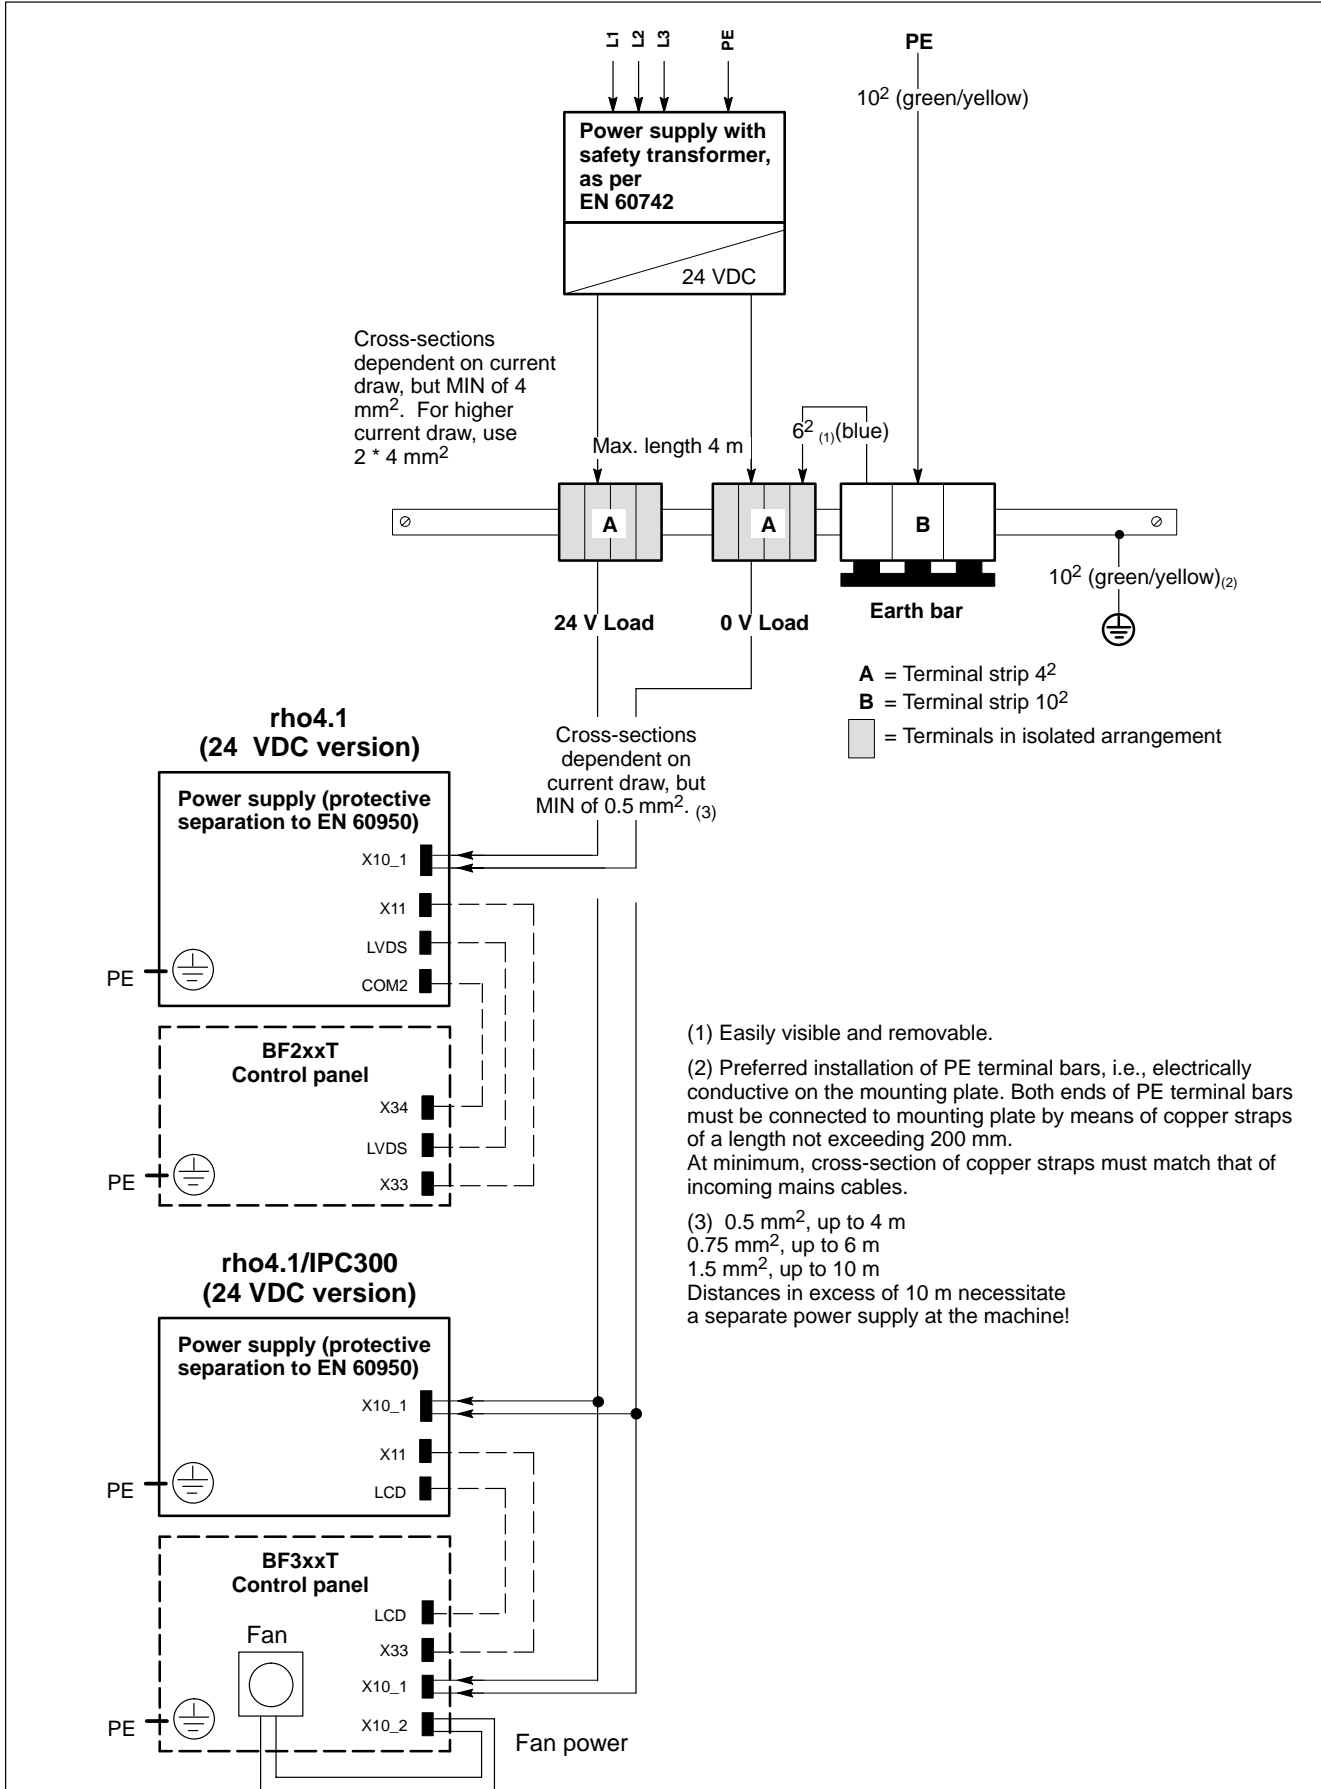 L1
L2
L3
PE
PE
10² (green/yellow)
Power supply with
safety transformer,
as per
EN 60742
24 VDC
Cross-sections
dependent on current
draw, but MIN of 4
mm². For higher
current draw, use
2 * 4 mm²
Max. length 4 m
6² (1)(blue)
A
A
B
10² (green/yellow)(2)
24 V Load
0 V Load
Earth bar
A = Terminal strip 4²
B = Terminal strip 10²
= Terminals in isolated arrangement
rho4.1
(24 VDC version)
Cross-sections
dependent on
current draw, but
MIN of 0.5 mm². (3)
Power supply (protective
separation to EN 60950)
X10_1
X11
LVDS
COM2
PE
BF2xxT
Control panel
X34
LVDS
X33
PE
(1) Easily visible and removable.
(2) Preferred installation of PE terminal bars, i.e., electrically
conductive on the mounting plate. Both ends of PE terminal bars
must be connected to mounting plate by means of copper straps
of a length not exceeding 200 mm.
At minimum, cross-section of copper straps must match that of
incoming mains cables.
(3) 0.5 mm², up to 4 m
0.75 mm², up to 6 m
1.5 mm², up to 10 m
Distances in excess of 10 m necessitate
a separate power supply at the machine!
rho4.1/IPC300
(24 VDC version)
Power supply (protective
separation to EN 60950)
X10_1
X11
LCD
PE
BF3xxT
Control panel
LCD
Fan
X33
X10_1
X10_2
PE
Fan power